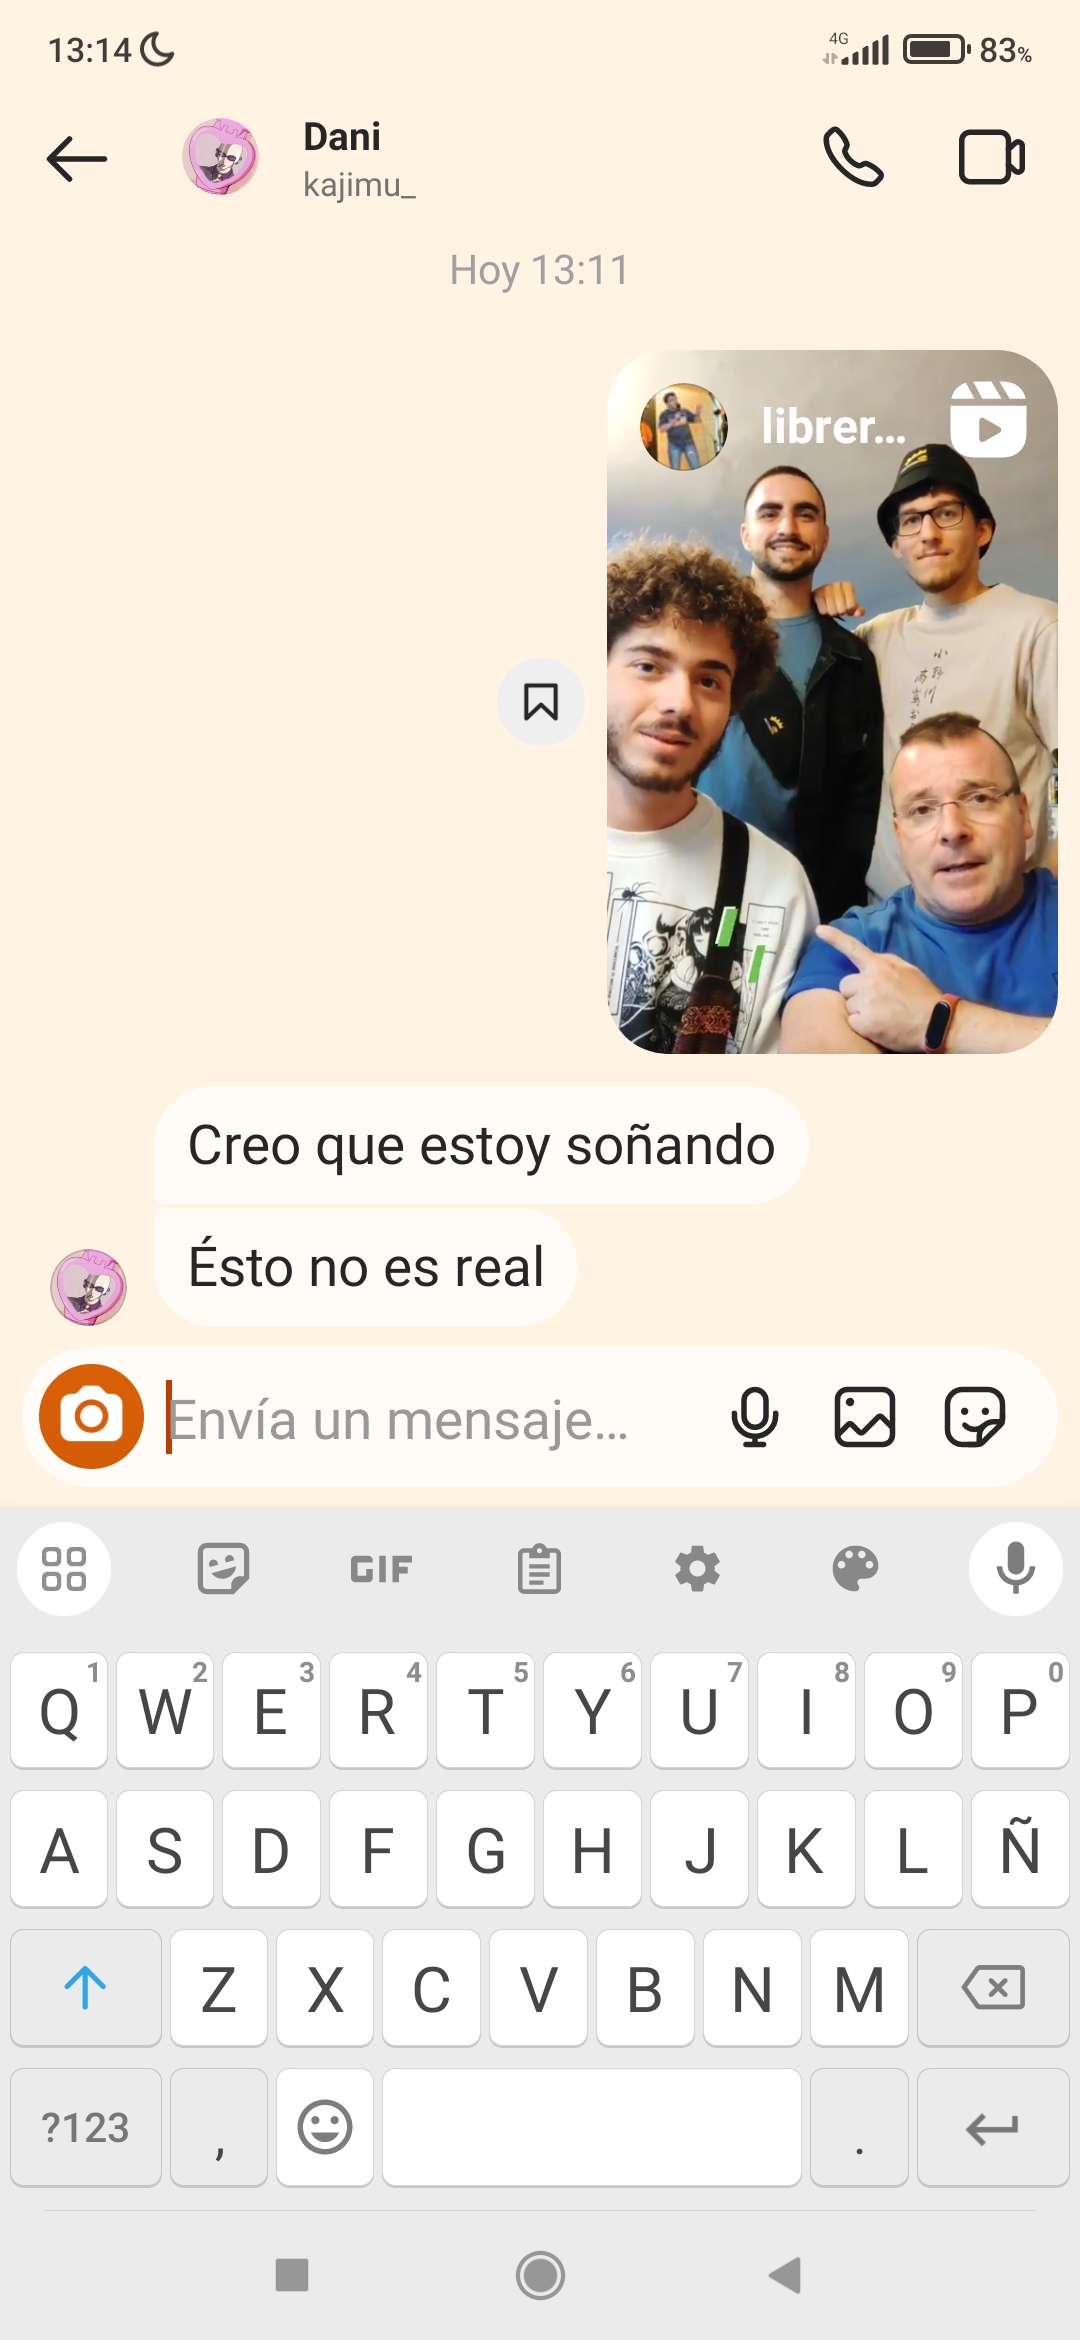 13:14
4G
83%
Dani
kajimu_
Hoy 13:11
librer...
Creo que estoy soñando
Ésto no es real
Envía un mensaje...
GIF
1 2 3 4 5 6 7 8 9 0
Q W E R T Y U I O P
A S D F G H J K L Ñ
Z X C V B N M
?123 , .